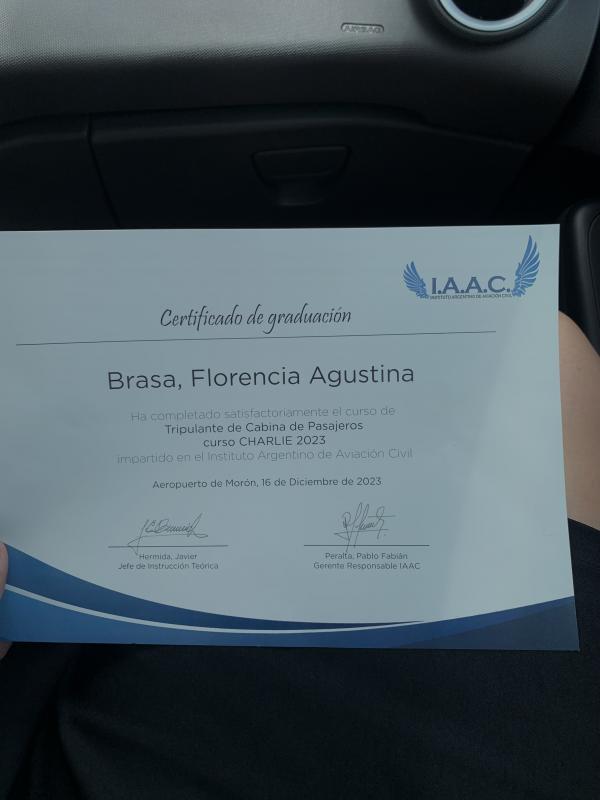 AIRBAG
I.A.A.C.
INSTITUTO ARGENTINO DE AVIACIÓN CIVIL
Certificado de graduación
Brasa, Florencia Agustina
Ha completado satisfactoriamente el curso de
Tripulante de Cabina de Pasajeros
curso CHARLIE 2023
impartido en el Instituto Argentino de Aviación Civil
Aeropuerto de Morón, 16 de Diciembre de 2023
Hermida, Javier
Jefe de Instrucción Teórica
Peralta, Pablo Fabián
Gerente Responsable IAAC